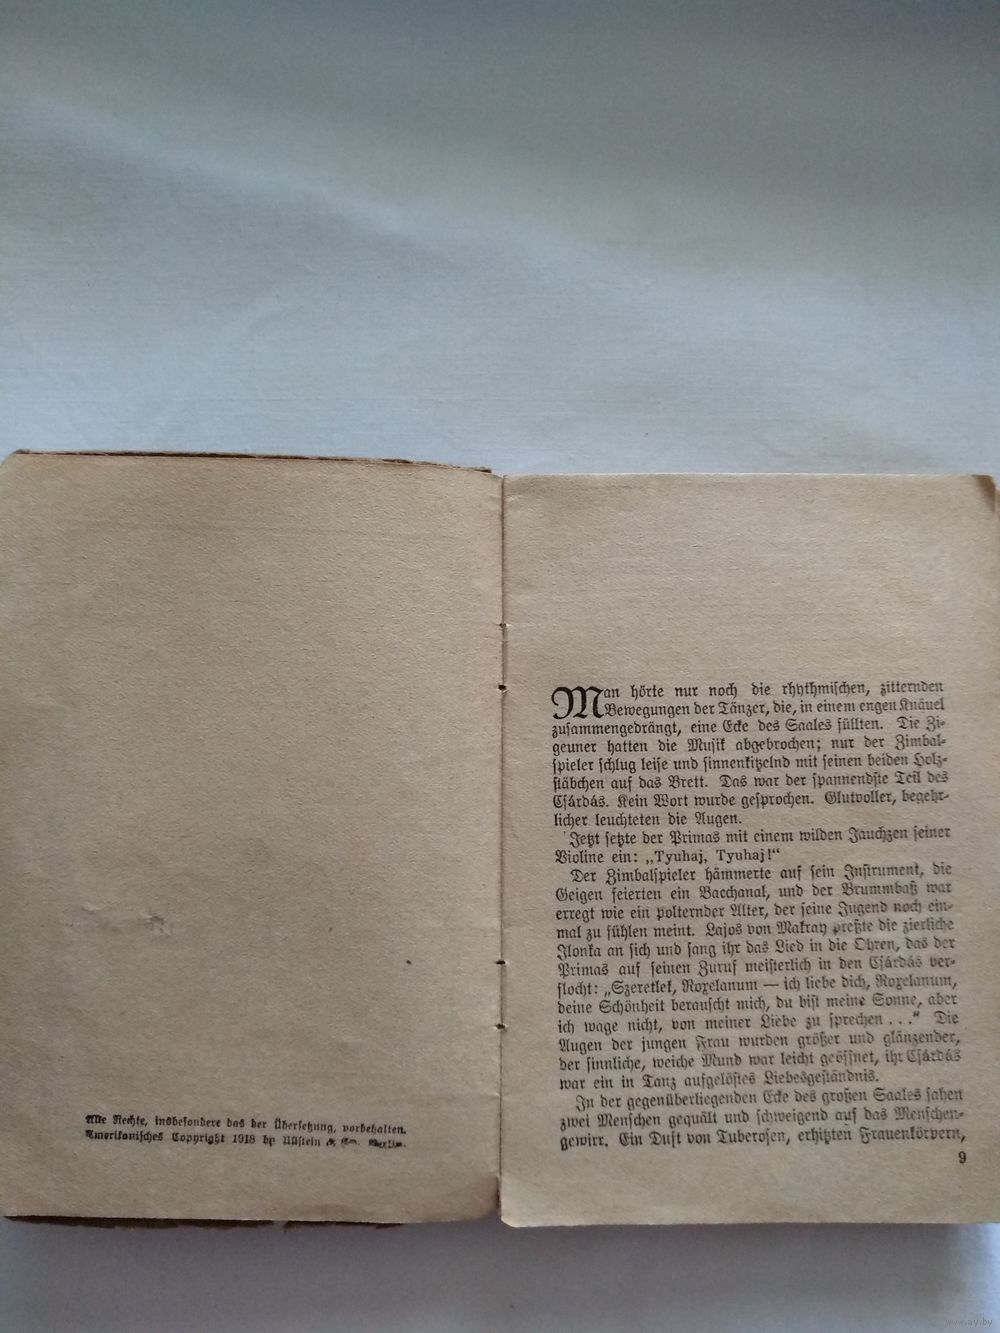 Alle Rechte, insbesondere das der Übersetzung, vorbehalten.
Amerikanisches Copyright 1918 by Ullstein & Co. Berlin.
Man hörte nur noch die rhythmischen, zitternden
Bewegungen der Tänzer, die, in einem engen Knäuel
zusammengedrängt, eine Ecke des Saales füllten. Die Zi-
geuner hatten die Musik abgebrochen; nur der Zimbal-
spieler schlug leise und sinnenkitzelnd mit seinen beiden Holz-
stäbchen auf das Brett. Das war der spannendste Teil des
Csárdás. Kein Wort wurde gesprochen. Glutvoller, begehr-
licher leuchteten die Augen.
Jetzt setzte der Primas mit einem wilden Jauchzen seiner
Violine ein: „Tyuhaj, Tyuhaj!“
Der Zimbalspieler hämmerte auf sein Instrument, die
Geigen feierten ein Bacchanal, und der Brummbaß war
erregt wie ein polternder Alter, der seine Jugend noch ein-
mal zu fühlen meint. Lajos von Makray preßte die zierliche
Ilonka an sich und sang ihr das Lied in die Ohren, das der
Primas auf seinen Zuruf meisterlich in den Csárdás ver-
flocht: „Szeretlek, Roxelanum — ich liebe dich, Roxelanum,
deine Schönheit berauscht mich, du bist meine Sonne, aber
ich wage nicht, von meiner Liebe zu sprechen . . .“ Die
Augen der jungen Frau wurden größer und glänzender,
der sinnliche, weiche Mund war leicht geöffnet, ihr Csárdás
war ein in Tanz aufgelöstes Liebesgeständnis.
In der gegenüberliegenden Ecke des großen Saales sahen
zwei Menschen gequält und schweigend auf das Menschen-
gewirr. Ein Duft von Tuberosen, erhitzten Frauenkörpern,
9
www.ay.by